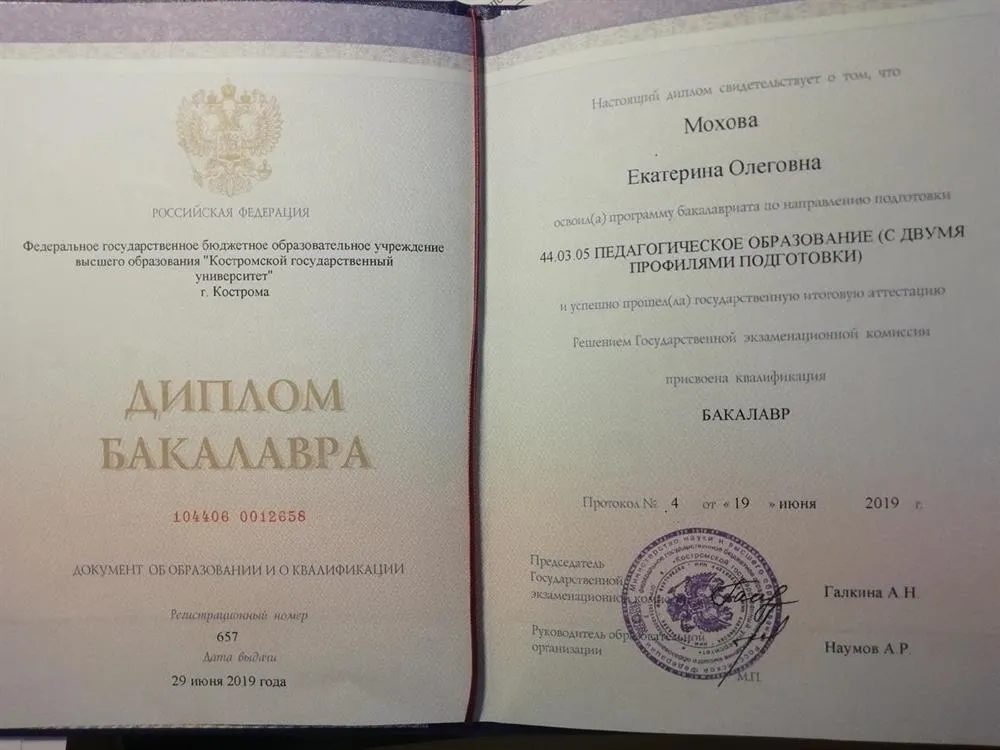 РОССИЙСКАЯ ФЕДЕРАЦИЯ
Федеральное государственное бюджетное образовательное учреждение
высшего образования "Костромской государственный
университет"
г. Кострома
ДИПЛОМ
БАКАЛАВРА
104406 0012658
ДОКУМЕНТ ОБ ОБРАЗОВАНИИ И О КВАЛИФИКАЦИИ
Регистрационный номер
657
Дата выдачи
29 июня 2019 года
Настоящий диплом свидетельствует о том, что
Мохова
Екатерина Олеговна
освоил(а) программу бакалавриата по направлению подготовки
44.03.05 ПЕДАГОГИЧЕСКОЕ ОБРАЗОВАНИЕ (С ДВУМЯ
ПРОФИЛЯМИ ПОДГОТОВКИ)
и успешно прошел(ла) государственную итоговую аттестацию
Решением Государственной экзаменационной комиссии
присвоена квалификация
БАКАЛАВР
Протокол № 4 от « 19 » июня 2019 г.
Председатель
Государственной
экзаменационной комиссии
Галкина А.Н
Руководитель образовательной
организации
Наумов А.Р.
М.П.